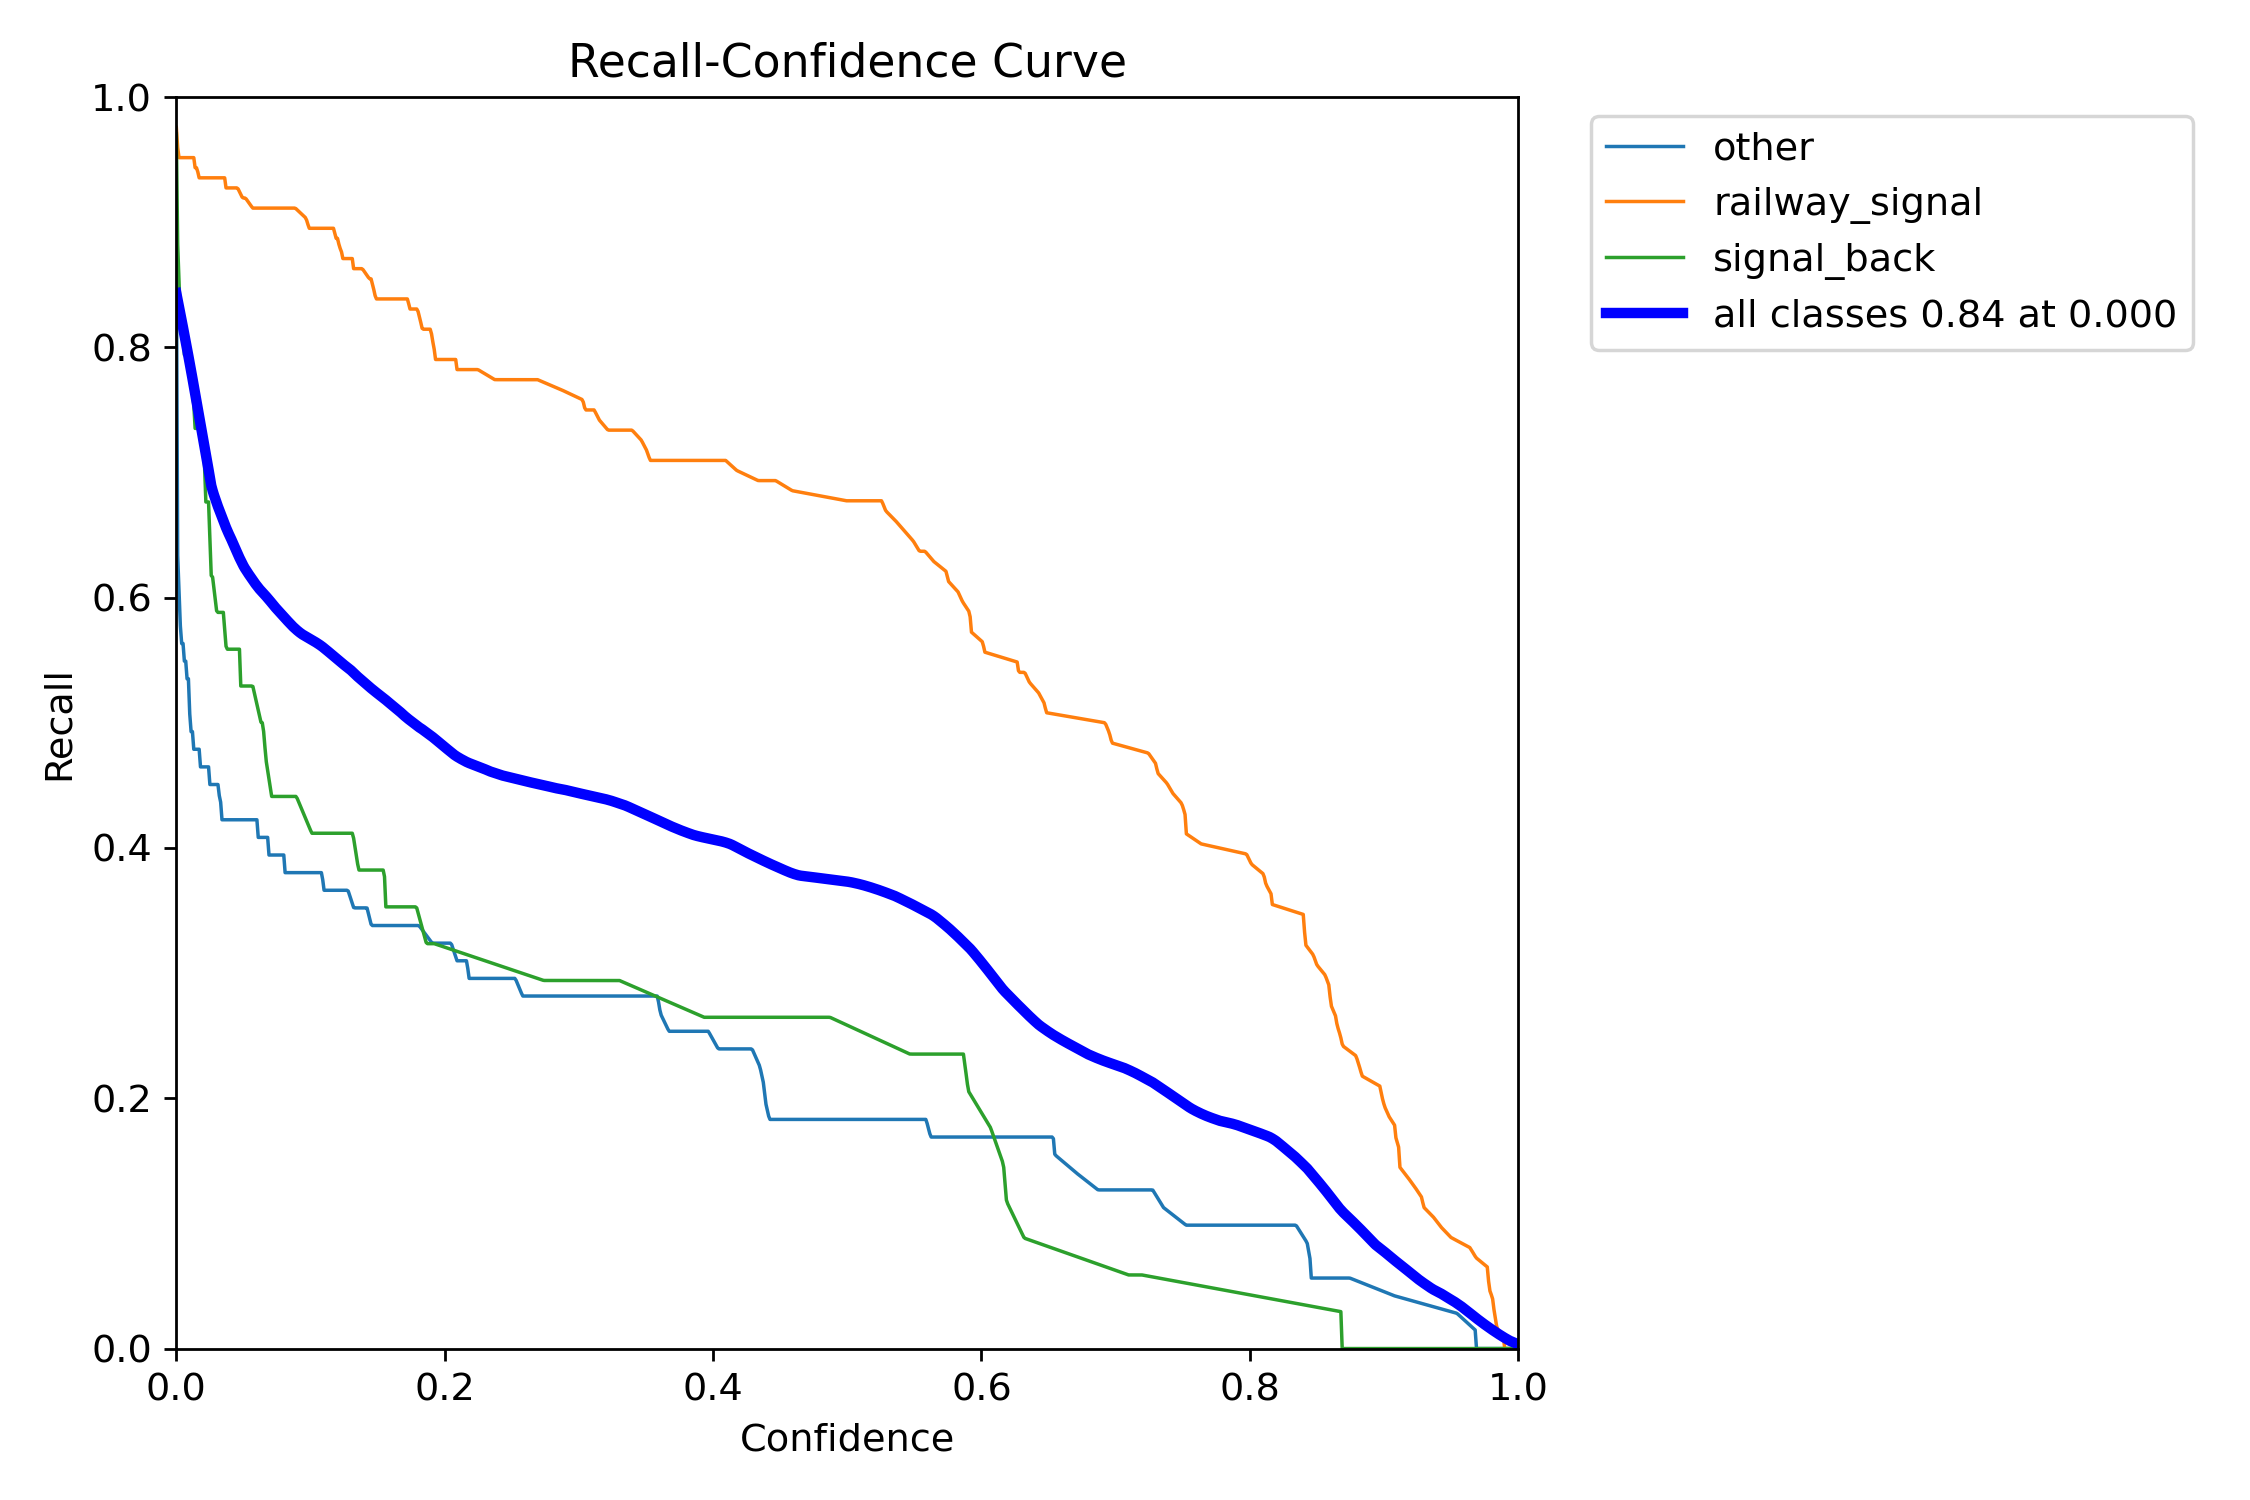 Recall-Confidence Curve
1.0
0.8
0.6
0.4
0.2
0.0
Recall
0.0 0.2 0.4 0.6 0.8 1.0
Confidence
other
railway_signal
signal_back
all classes 0.84 at 0.000